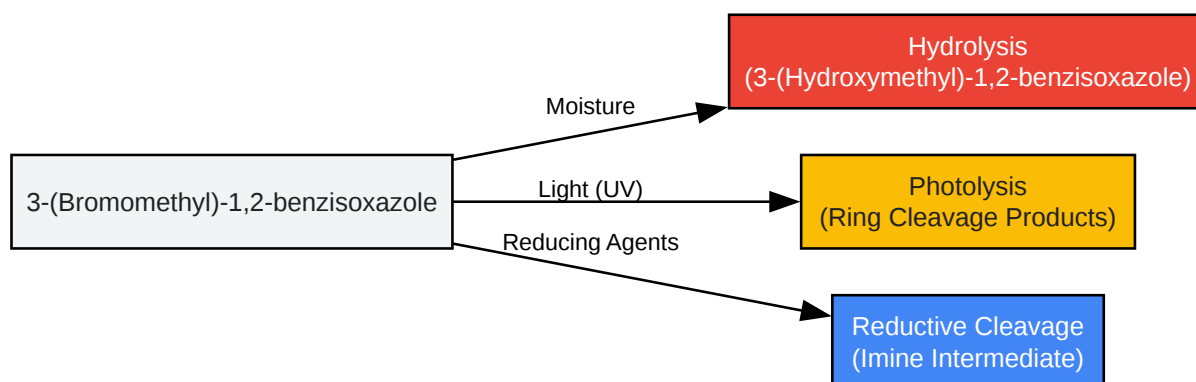 Hydrolysis
(3-(Hydroxymethyl)-1,2-benzisoxazole)
Moisture
3-(Bromomethyl)-1,2-benzisoxazole
Light (UV)
Photolysis
(Ring Cleavage Products)
Reducing Agents
Reductive Cleavage
(Imine Intermediate)